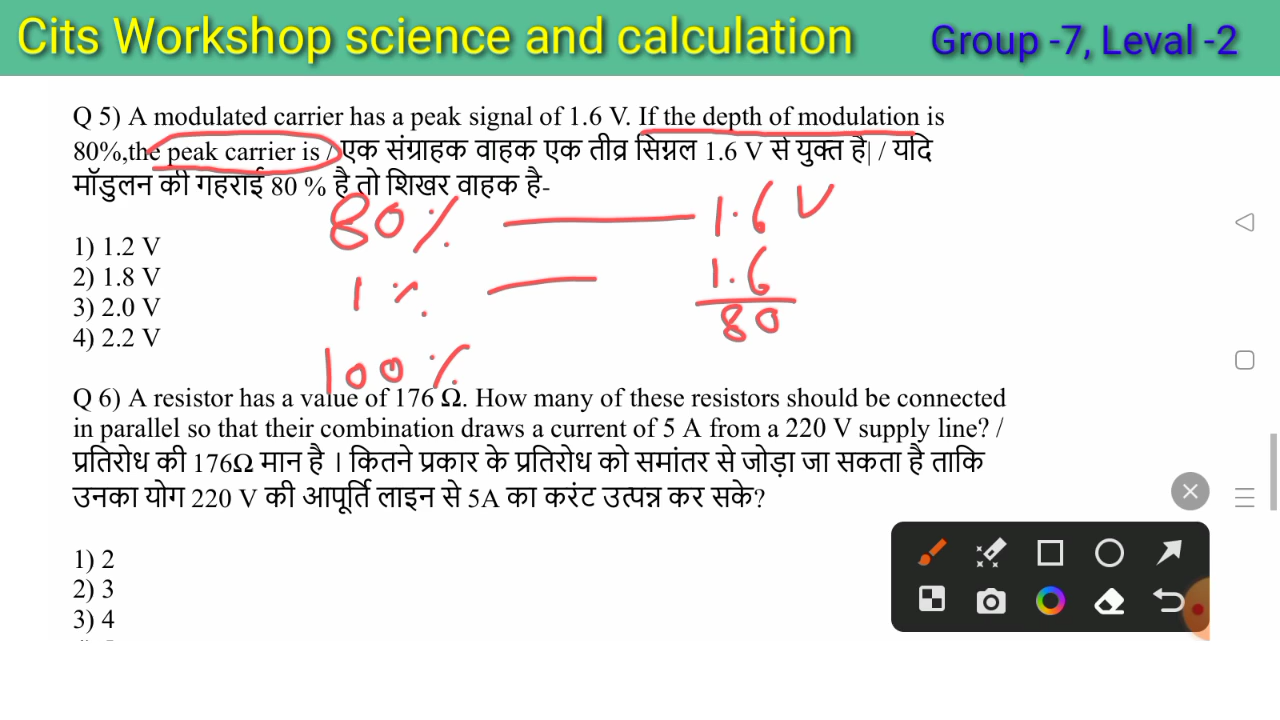 Cits Workshop science and calculation Group -7, Leval -2
Q 5) A modulated carrier has a peak signal of 1.6 V. If the depth of modulation is
80%,the peak carrier is / एक संग्राहक वाहक एक तीव्र सिग्नल 1.6 V से युक्त है| / यदि
मॉडुलन की गहराई 80 % है तो शिखर वाहक है-
80% 1.6 V
1) 1.2 V
2) 1.8 V
1 % 1.6
3) 2.0 V
80
4) 2.2 V
100%
Q 6) A resistor has a value of 176 Ω. How many of these resistors should be connected
in parallel so that their combination draws a current of 5 A from a 220 V supply line? /
प्रतिरोध की 176Ω मान है । कितने प्रकार के प्रतिरोध को समांतर से जोड़ा जा सकता है ताकि
उनका योग 220 V की आपूर्ति लाइन से 5A का करंट उत्पन्न कर सके?
1) 2
2) 3
3) 4